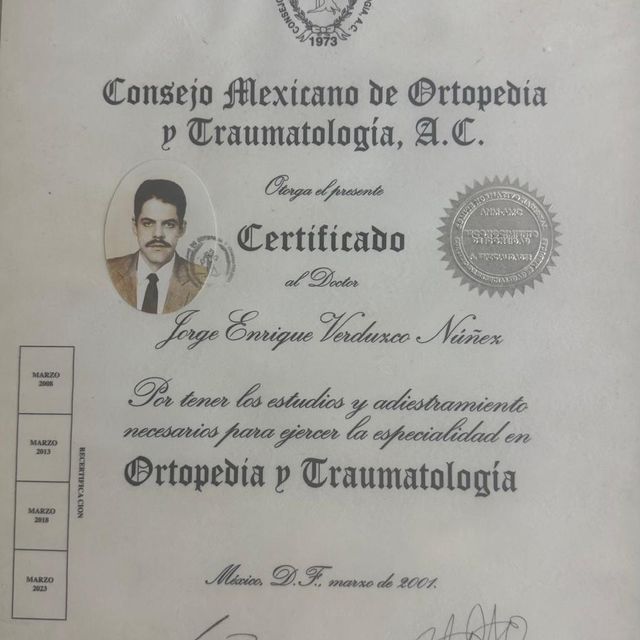 1973
Consejo Mexicano de Ortopedia
y Traumatología, A.C.
Otorga el presente
Certificado
al Doctor
Jorge Enrique Verduzco Núñez
Por tener los estudios y adiestramiento
necesarios para ejercer la especialidad en
Ortopedia y Traumatología
México, D.F., marzo de 2001.
ANM-AMC
MARZO
2008
MARZO
2013
MARZO
2018
MARZO
2023
RECERTIFICACION